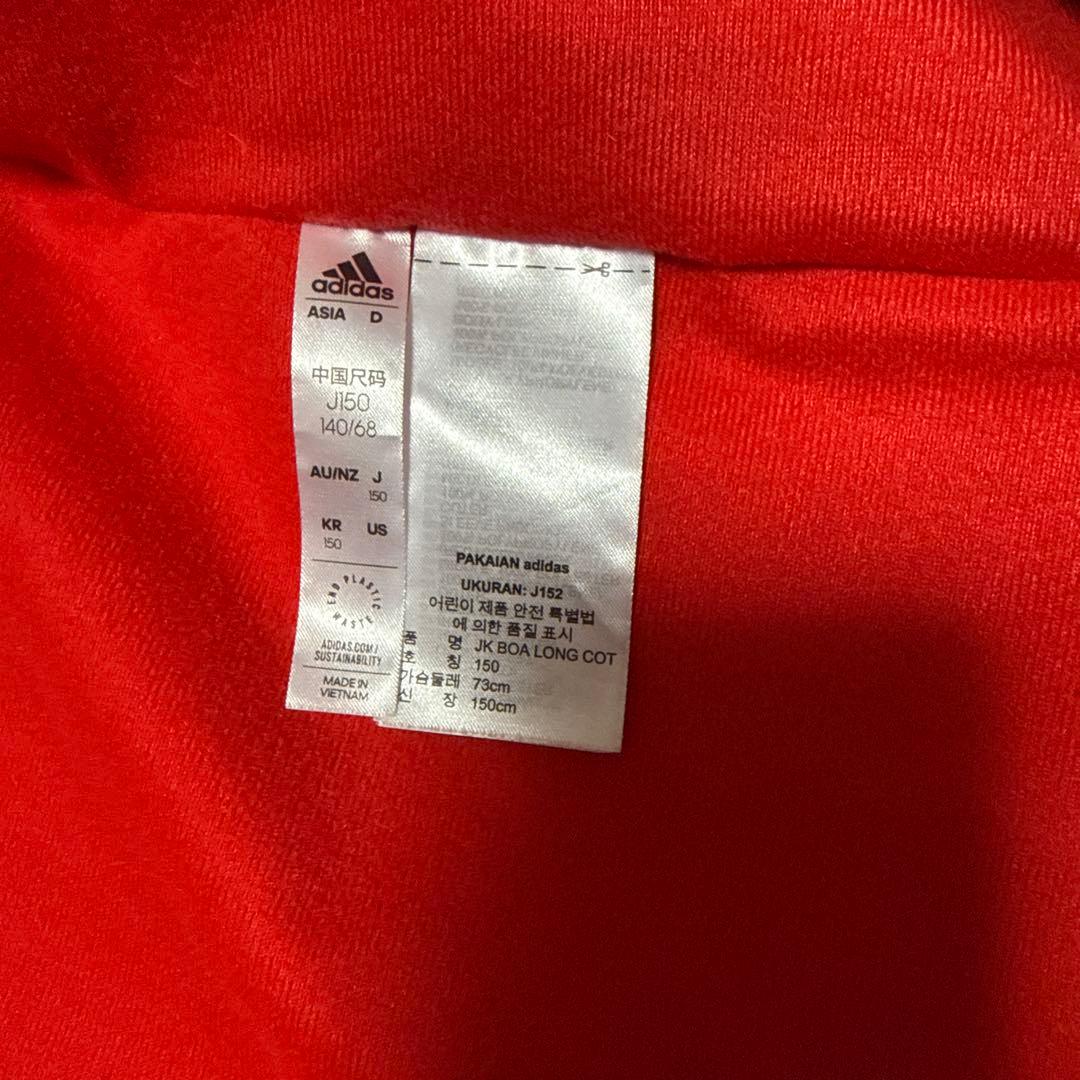 adidas
ASIA D
中国尺码
J150
140/68
AU/NZ J
150
KR US
150
END PLASTIC WASTE
ADIDAS.COM/
SUSTAINABILITY
MADE IN
VIETNAM
PAKAIAN adidas
UKURAN: J152
어린이 제품 안전 특별법
에 의한 품질 표시
품 명 JK BOA LONG COT
호 칭 150
가슴둘레 73cm
신 장 150cm